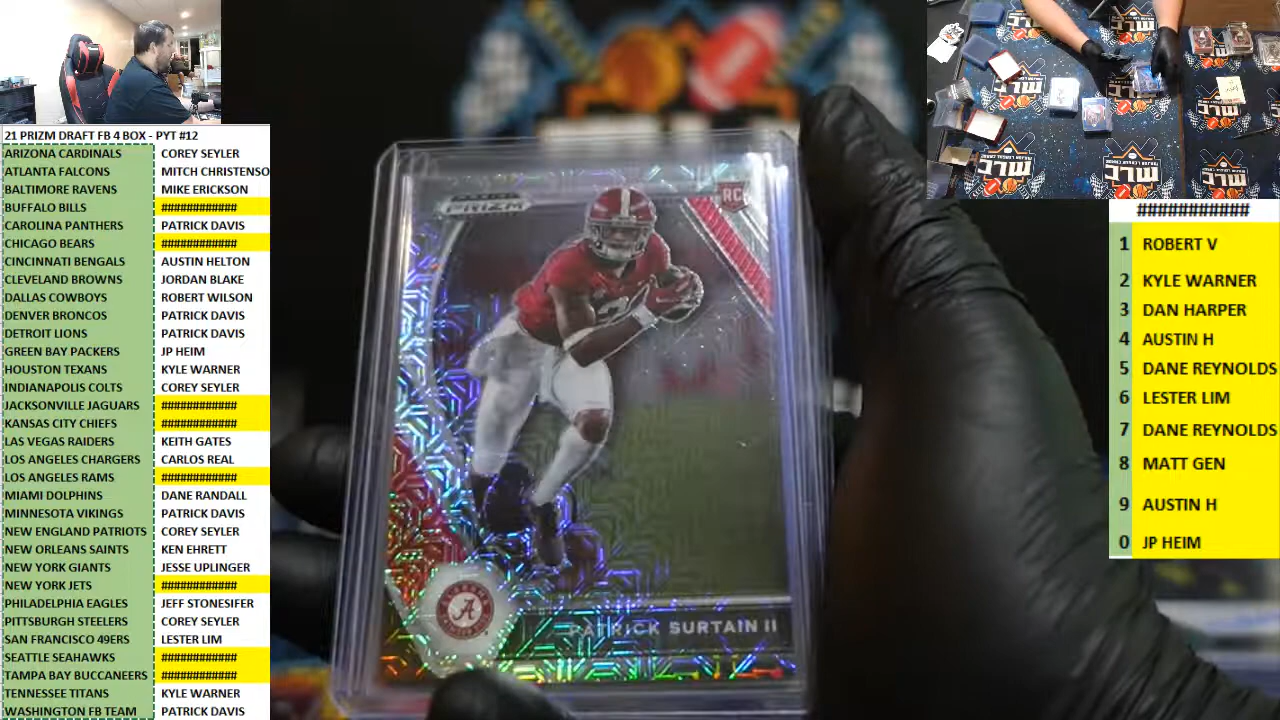 21 PRIZM DRAFT FB 4 BOX - PYT #12
ARIZONA CARDINALS COREY SEYLER
ATLANTA FALCONS MITCH CHRISTENSO
BALTIMORE RAVENS MIKE ERICKSON
BUFFALO BILLS ############
CAROLINA PANTHERS PATRICK DAVIS
CHICAGO BEARS ############
CINCINNATI BENGALS AUSTIN HELTON
CLEVELAND BROWNS JORDAN BLAKE
DALLAS COWBOYS ROBERT WILSON
DENVER BRONCOS PATRICK DAVIS
DETROIT LIONS PATRICK DAVIS
GREEN BAY PACKERS JP HEIM
HOUSTON TEXANS KYLE WARNER
INDIANAPOLIS COLTS COREY SEYLER
JACKSONVILLE JAGUARS ############
KANSAS CITY CHIEFS ############
LAS VEGAS RAIDERS KEITH GATES
LOS ANGELES CHARGERS CARLOS REAL
LOS ANGELES RAMS ############
MIAMI DOLPHINS DANE RANDALL
MINNESOTA VIKINGS PATRICK DAVIS
NEW ENGLAND PATRIOTS COREY SEYLER
NEW ORLEANS SAINTS KEN EHRETT
NEW YORK GIANTS JESSE UPLINGER
NEW YORK JETS ############
PHILADELPHIA EAGLES JEFF STONESIFER
PITTSBURGH STEELERS COREY SEYLER
SAN FRANCISCO 49ERS LESTER LIM
SEATTLE SEAHAWKS ############
TAMPA BAY BUCCANEERS ############
TENNESSEE TITANS KYLE WARNER
WASHINGTON FB TEAM PATRICK DAVIS
PRIZM
RC
A
PATRICK SURTAIN II
MLC
###########
1 ROBERT V
2 KYLE WARNER
3 DAN HARPER
4 AUSTIN H
5 DANE REYNOLDS
6 LESTER LIM
7 DANE REYNOLDS
8 MATT GEN
9 AUSTIN H
0 JP HEIM